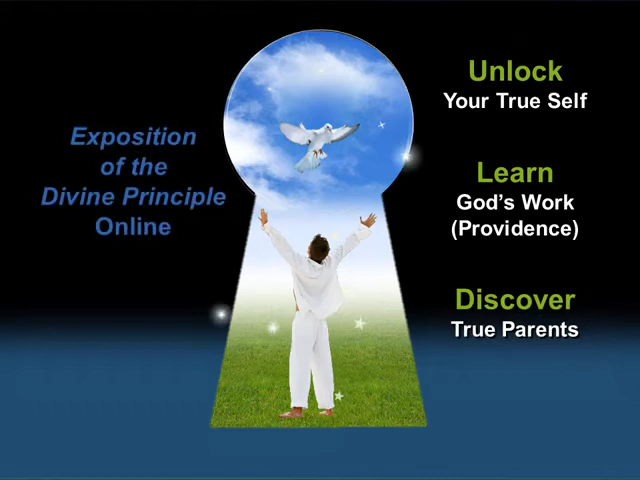 Exposition
of the
Divine Principle
Online
Unlock
Your True Self
Learn
God’s Work
(Providence)
Discover
True Parents